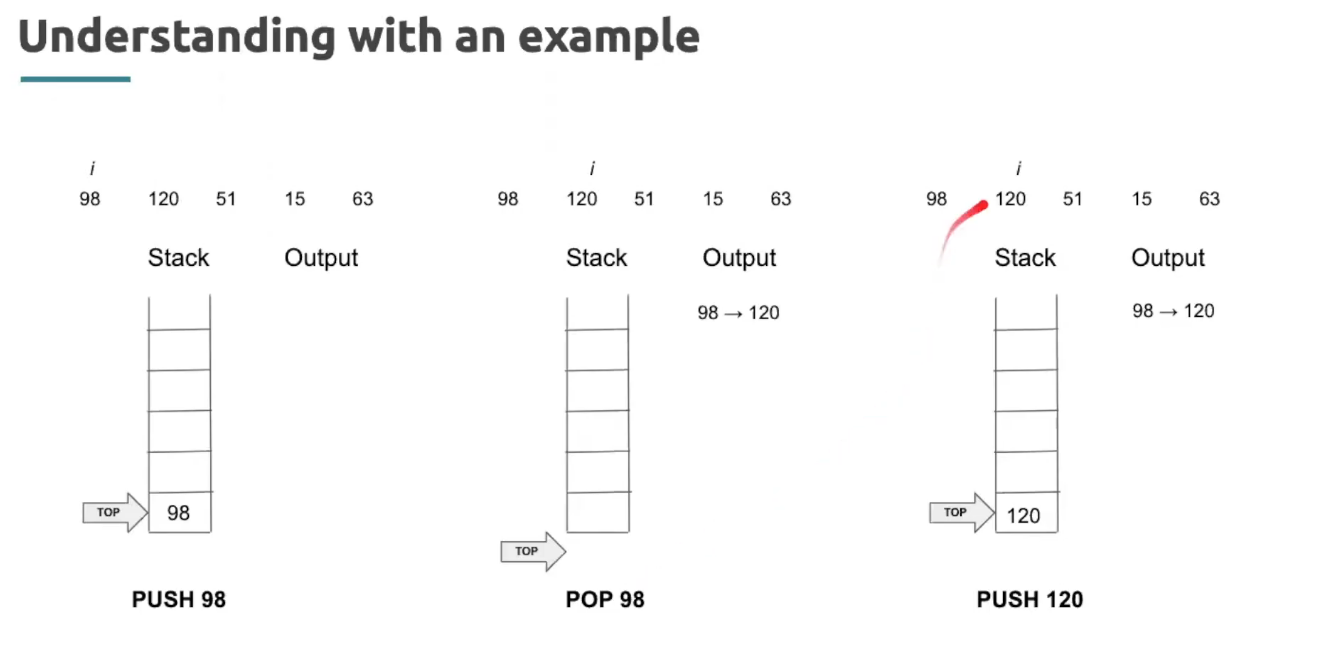 Understanding with an example
i i i
98 120 51 15 63 98 120 51 15 63 98 120 51 15 63
Stack Output Stack Output Stack Output
98 → 120 98 → 120
TOP 98 TOP 120
TOP
PUSH 98 POP 98 PUSH 120